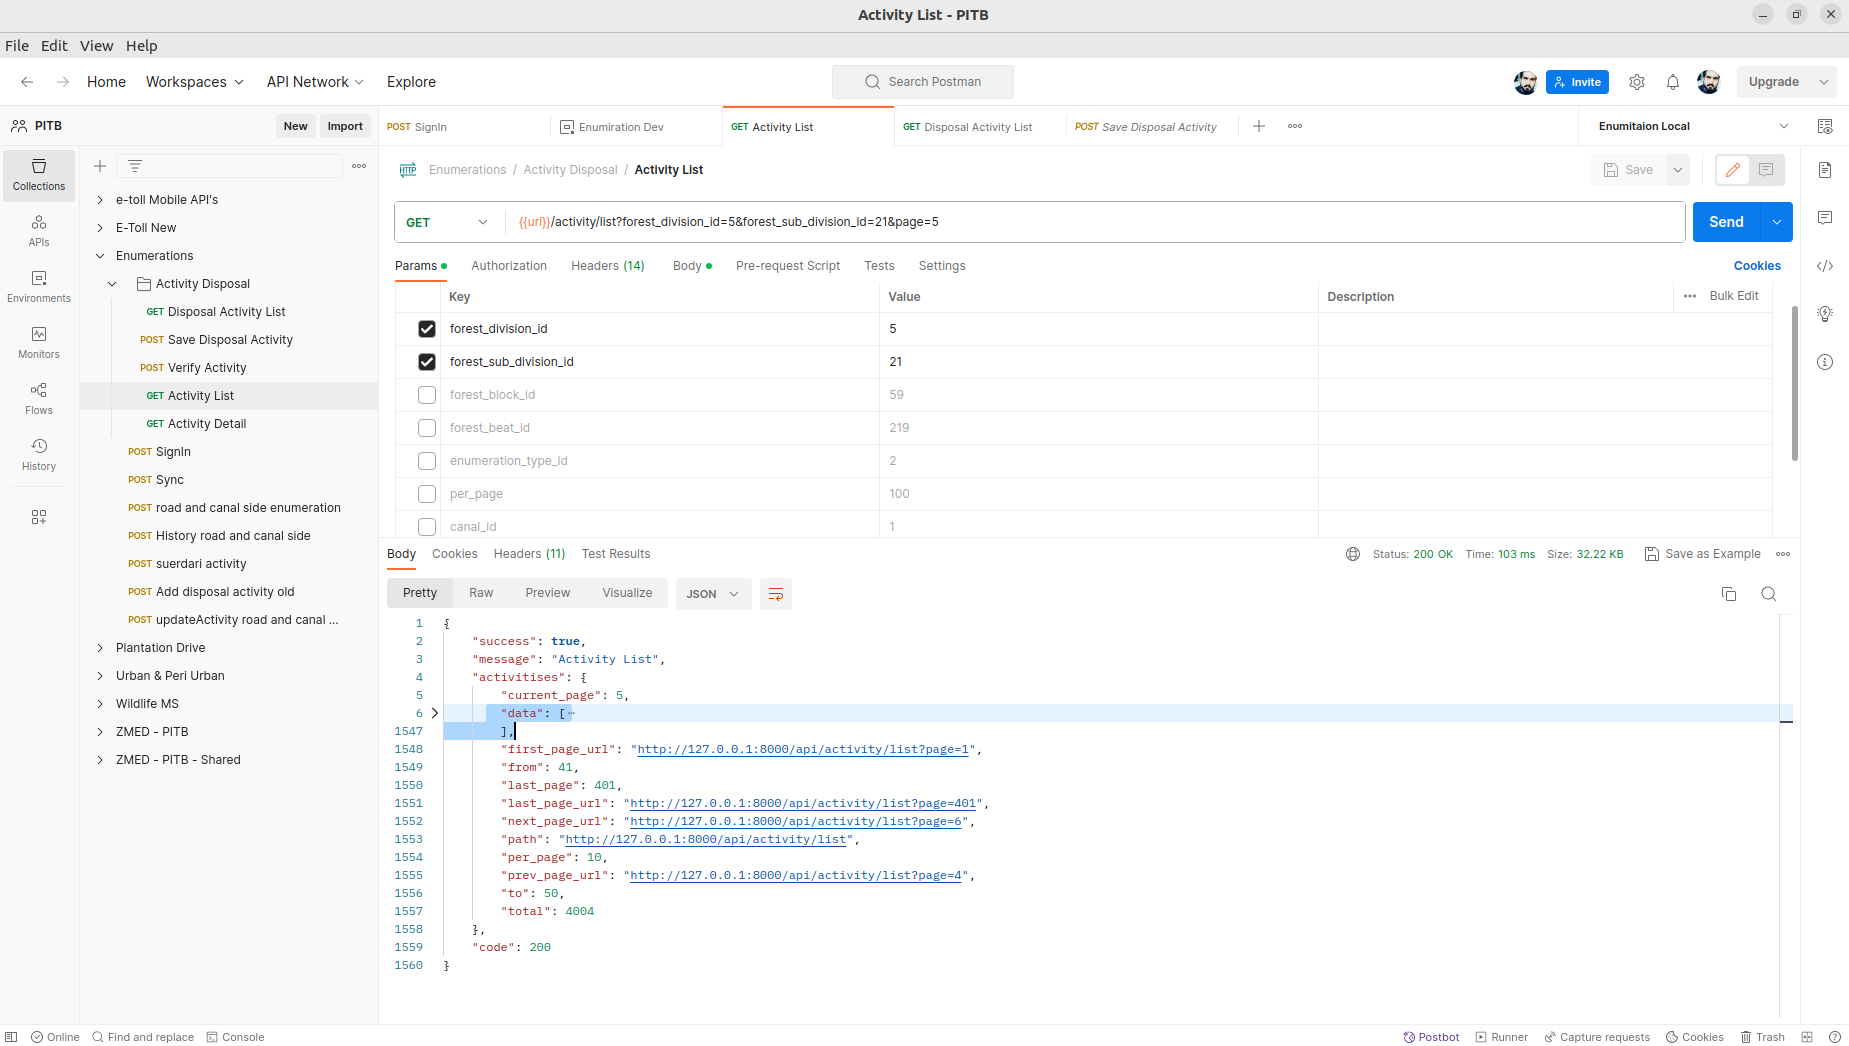 Activity List - PITB
File Edit View Help
Home Workspaces API Network Explore Search Postman Invite Upgrade
PITB New Import
POST SignIn Enumiration Dev GET Activity List GET Disposal Activity List POST Save Disposal Activity Enumitaion Local
Collections
APIs
Environments
Monitors
Flows
History
e-toll Mobile API's
E-Toll New
Enumerations
Activity Disposal
GET Disposal Activity List
POST Save Disposal Activity
POST Verify Activity
GET Activity List
GET Activity Detail
POST SignIn
POST Sync
POST road and canal side enumeration
POST History road and canal side
POST suerdari activity
POST Add disposal activity old
POST updateActivity road and canal ...
Plantation Drive
Urban & Peri Urban
Wildlife MS
ZMED - PITB
ZMED - PITB - Shared
HTTP Enumerations / Activity Disposal / Activity List Save
GET {{url}}/activity/list?forest_division_id=5&forest_sub_division_id=21&page=5 Send
Params Authorization Headers (14) Body Pre-request Script Tests Settings Cookies
Key Value Description Bulk Edit
forest_division_id 5
forest_sub_division_id 21
forest_block_id 59
forest_beat_id 219
enumeration_type_id 2
per_page 100
canal_id 1
Body Cookies Headers (11) Test Results Status: 200 OK Time: 103 ms Size: 32.22 KB Save as Example
Pretty Raw Preview Visualize JSON
1 {
2 "success": true,
3 "message": "Activity List",
4 "activitises": {
5 "current_page": 5,
6 "data": [
1547 ],
1548 "first_page_url": "http://127.0.0.1:8000/api/activity/list?page=1",
1549 "from": 41,
1550 "last_page": 401,
1551 "last_page_url": "http://127.0.0.1:8000/api/activity/list?page=401",
1552 "next_page_url": "http://127.0.0.1:8000/api/activity/list?page=6",
1553 "path": "http://127.0.0.1:8000/api/activity/list",
1554 "per_page": 10,
1555 "prev_page_url": "http://127.0.0.1:8000/api/activity/list?page=4",
1556 "to": 50,
1557 "total": 4004
1558 },
1559 "code": 200
1560 }
Online Find and replace Console Postbot Runner Capture requests Cookies Trash